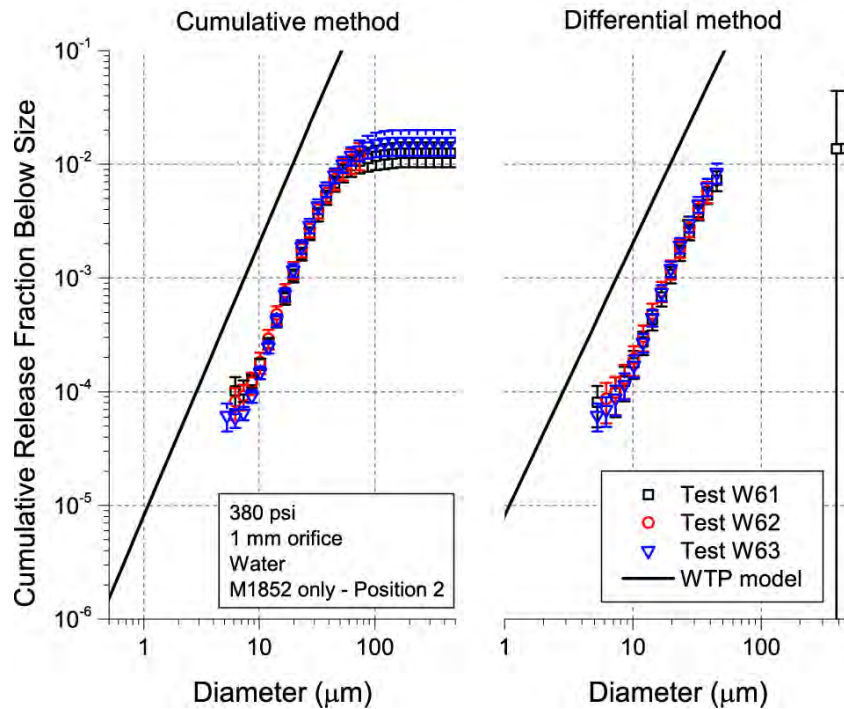 Cumulative method
Differential method
Cumulative Release Fraction Below Size
10-1
10-2
10-3
10-4
10-5
10-6
380 psi
1 mm orifice
Water
M1852 only - Position 2
Test W61
Test W62
Test W63
WTP model
1 10 100
1 10 100
Diameter (μm)
Diameter (μm)